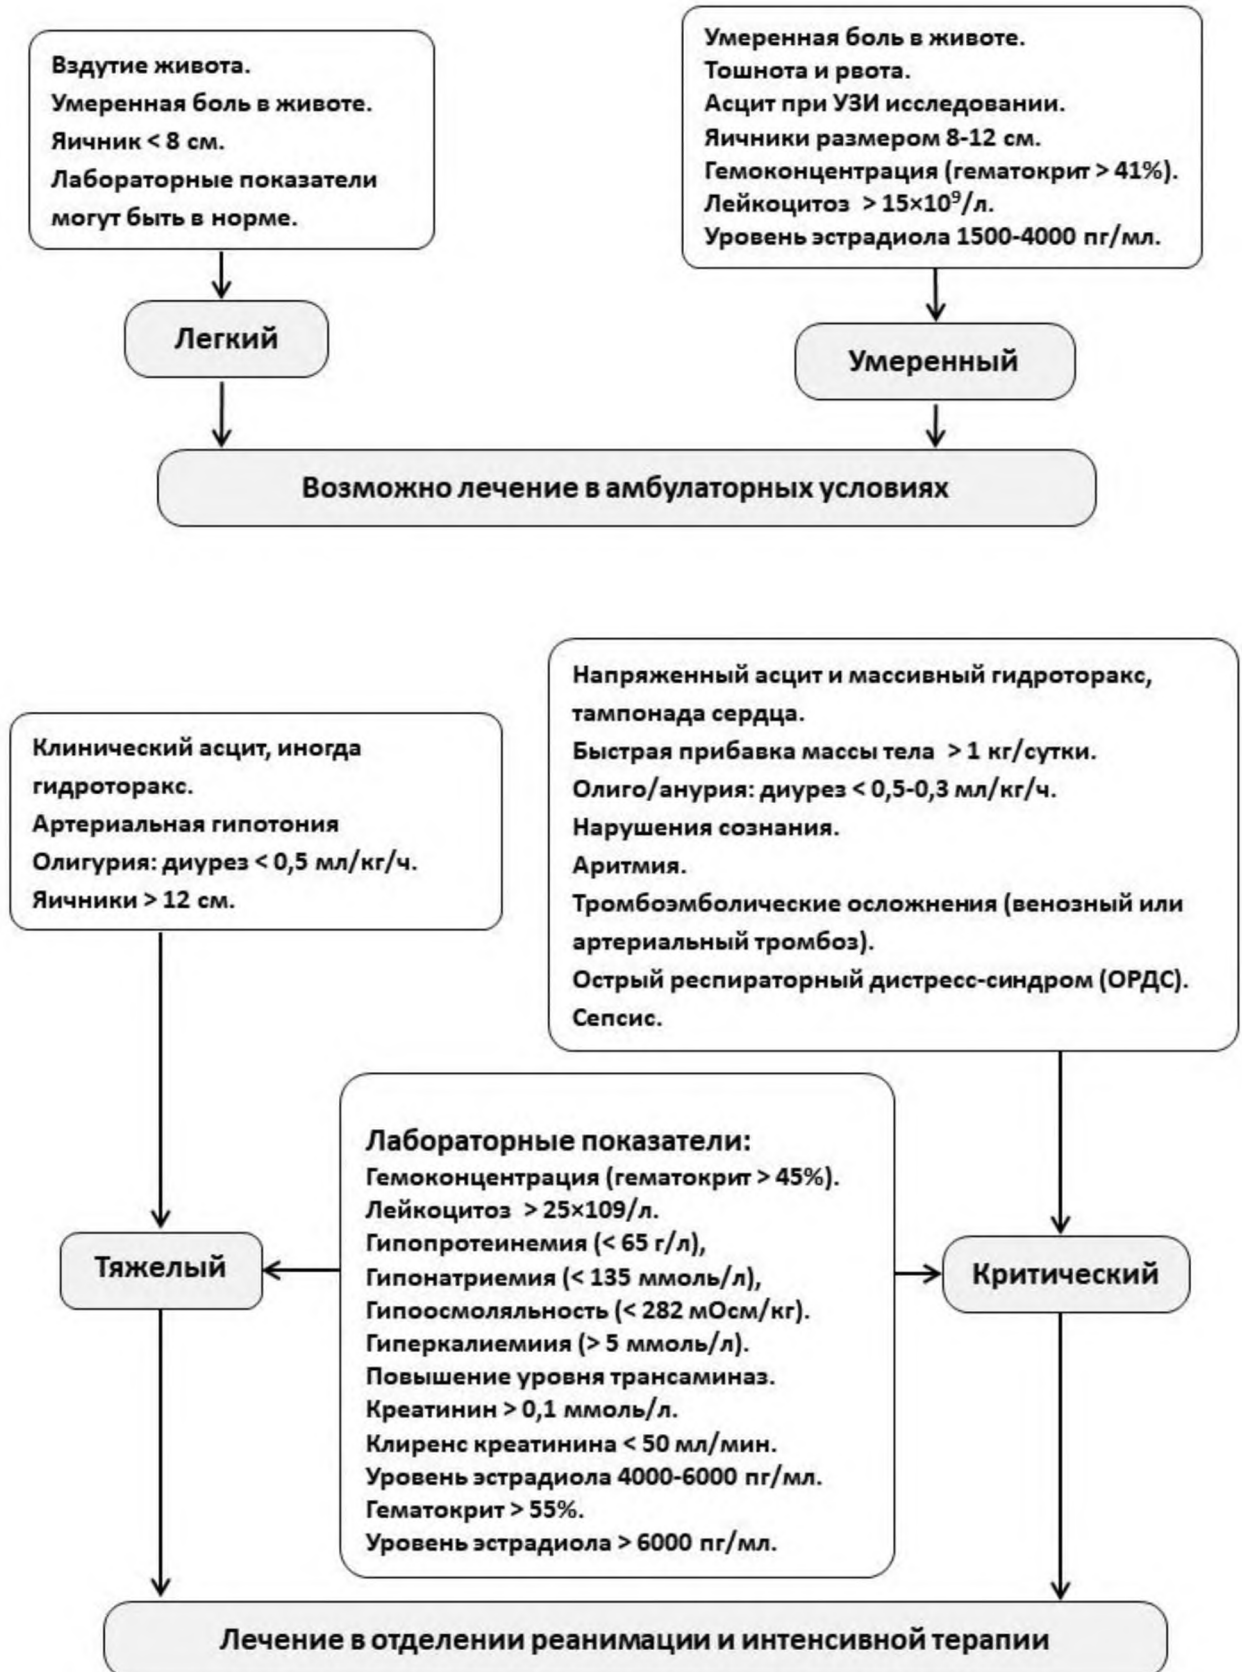 Вздутие живота.
Умеренная боль в животе.
Яичник < 8 см.
Лабораторные показатели
могут быть в норме.
Легкий
Умеренная боль в животе.
Тошнота и рвота.
Асцит при УЗИ исследовании.
Яичники размером 8-12 см.
Гемоконцентрация (гематокрит > 41%).
Лейкоцитоз > 15×10⁹/л.
Уровень эстрадиола 1500-4000 пг/мл.
Умеренный
Возможно лечение в амбулаторных условиях
Клинический асцит, иногда
гидроторакс.
Артериальная гипотония
Олигурия: диурез < 0,5 мл/кг/ч.
Яичники > 12 см.
Напряженный асцит и массивный гидроторакс,
тампонада сердца.
Быстрая прибавка массы тела > 1 кг/сутки.
Олиго/анурия: диурез < 0,5-0,3 мл/кг/ч.
Нарушения сознания.
Аритмия.
Тромбоэмболические осложнения (венозный или
артериальный тромбоз).
Острый респираторный дистресс-синдром (ОРДС).
Сепсис.
Лабораторные показатели:
Гемоконцентрация (гематокрит > 45%).
Лейкоцитоз > 25×109/л.
Гипопротеинемия (< 65 г/л),
Гипонатриемия (< 135 ммоль/л),
Гипоосмоляльность (< 282 мОсм/кг).
Гиперкалиемиия (> 5 ммоль/л).
Повышение уровня трансаминаз.
Креатинин > 0,1 ммоль/л.
Клиренс креатинина < 50 мл/мин.
Уровень эстрадиола 4000-6000 пг/мл.
Гематокрит > 55%.
Уровень эстрадиола > 6000 пг/мл.
Тяжелый
Критический
Лечение в отделении реанимации и интенсивной терапии